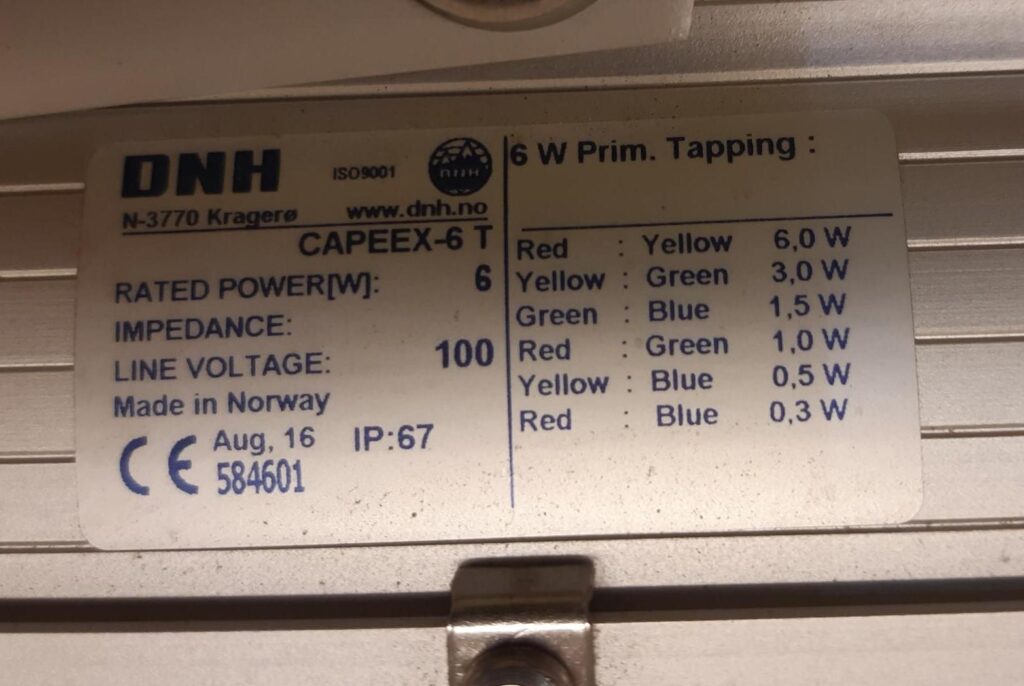 DNH
ISO9001
DNH
N-3770 Kragerø
www.dnh.no
CAPEEX-6 T
RATED POWER[W]: 6
IMPEDANCE:
LINE VOLTAGE: 100
Made in Norway
CE Aug, 16 IP:67
584601
6 W Prim. Tapping :
Red : Yellow 6,0 W
Yellow : Green 3,0 W
Green : Blue 1,5 W
Red : Green 1,0 W
Yellow : Blue 0,5 W
Red : Blue 0,3 W